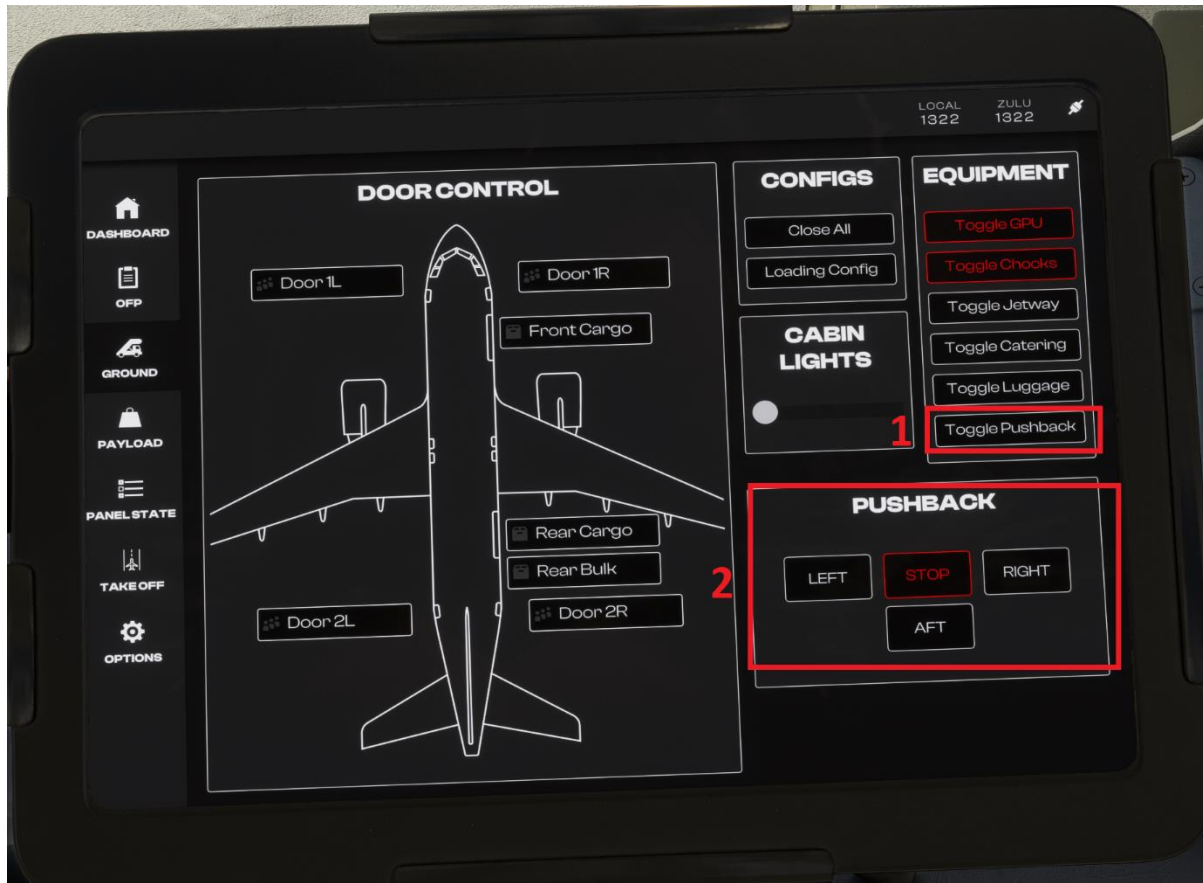 LOCAL
1322
ZULU
1322
DASHBOARD
OFP
GROUND
PAYLOAD
PANEL STATE
TAKE OFF
OPTIONS
DOOR CONTROL
Door 1L
Door 1R
Front Cargo
Rear Cargo
Rear Bulk
Door 2L
Door 2R
CONFIGS
Close All
Loading Config
CABIN
LIGHTS
EQUIPMENT
Toggle GPU
Toggle Chocks
Toggle Jetway
Toggle Catering
Toggle Luggage
Toggle Pushback
1
PUSHBACK
LEFT
STOP
RIGHT
AFT
2